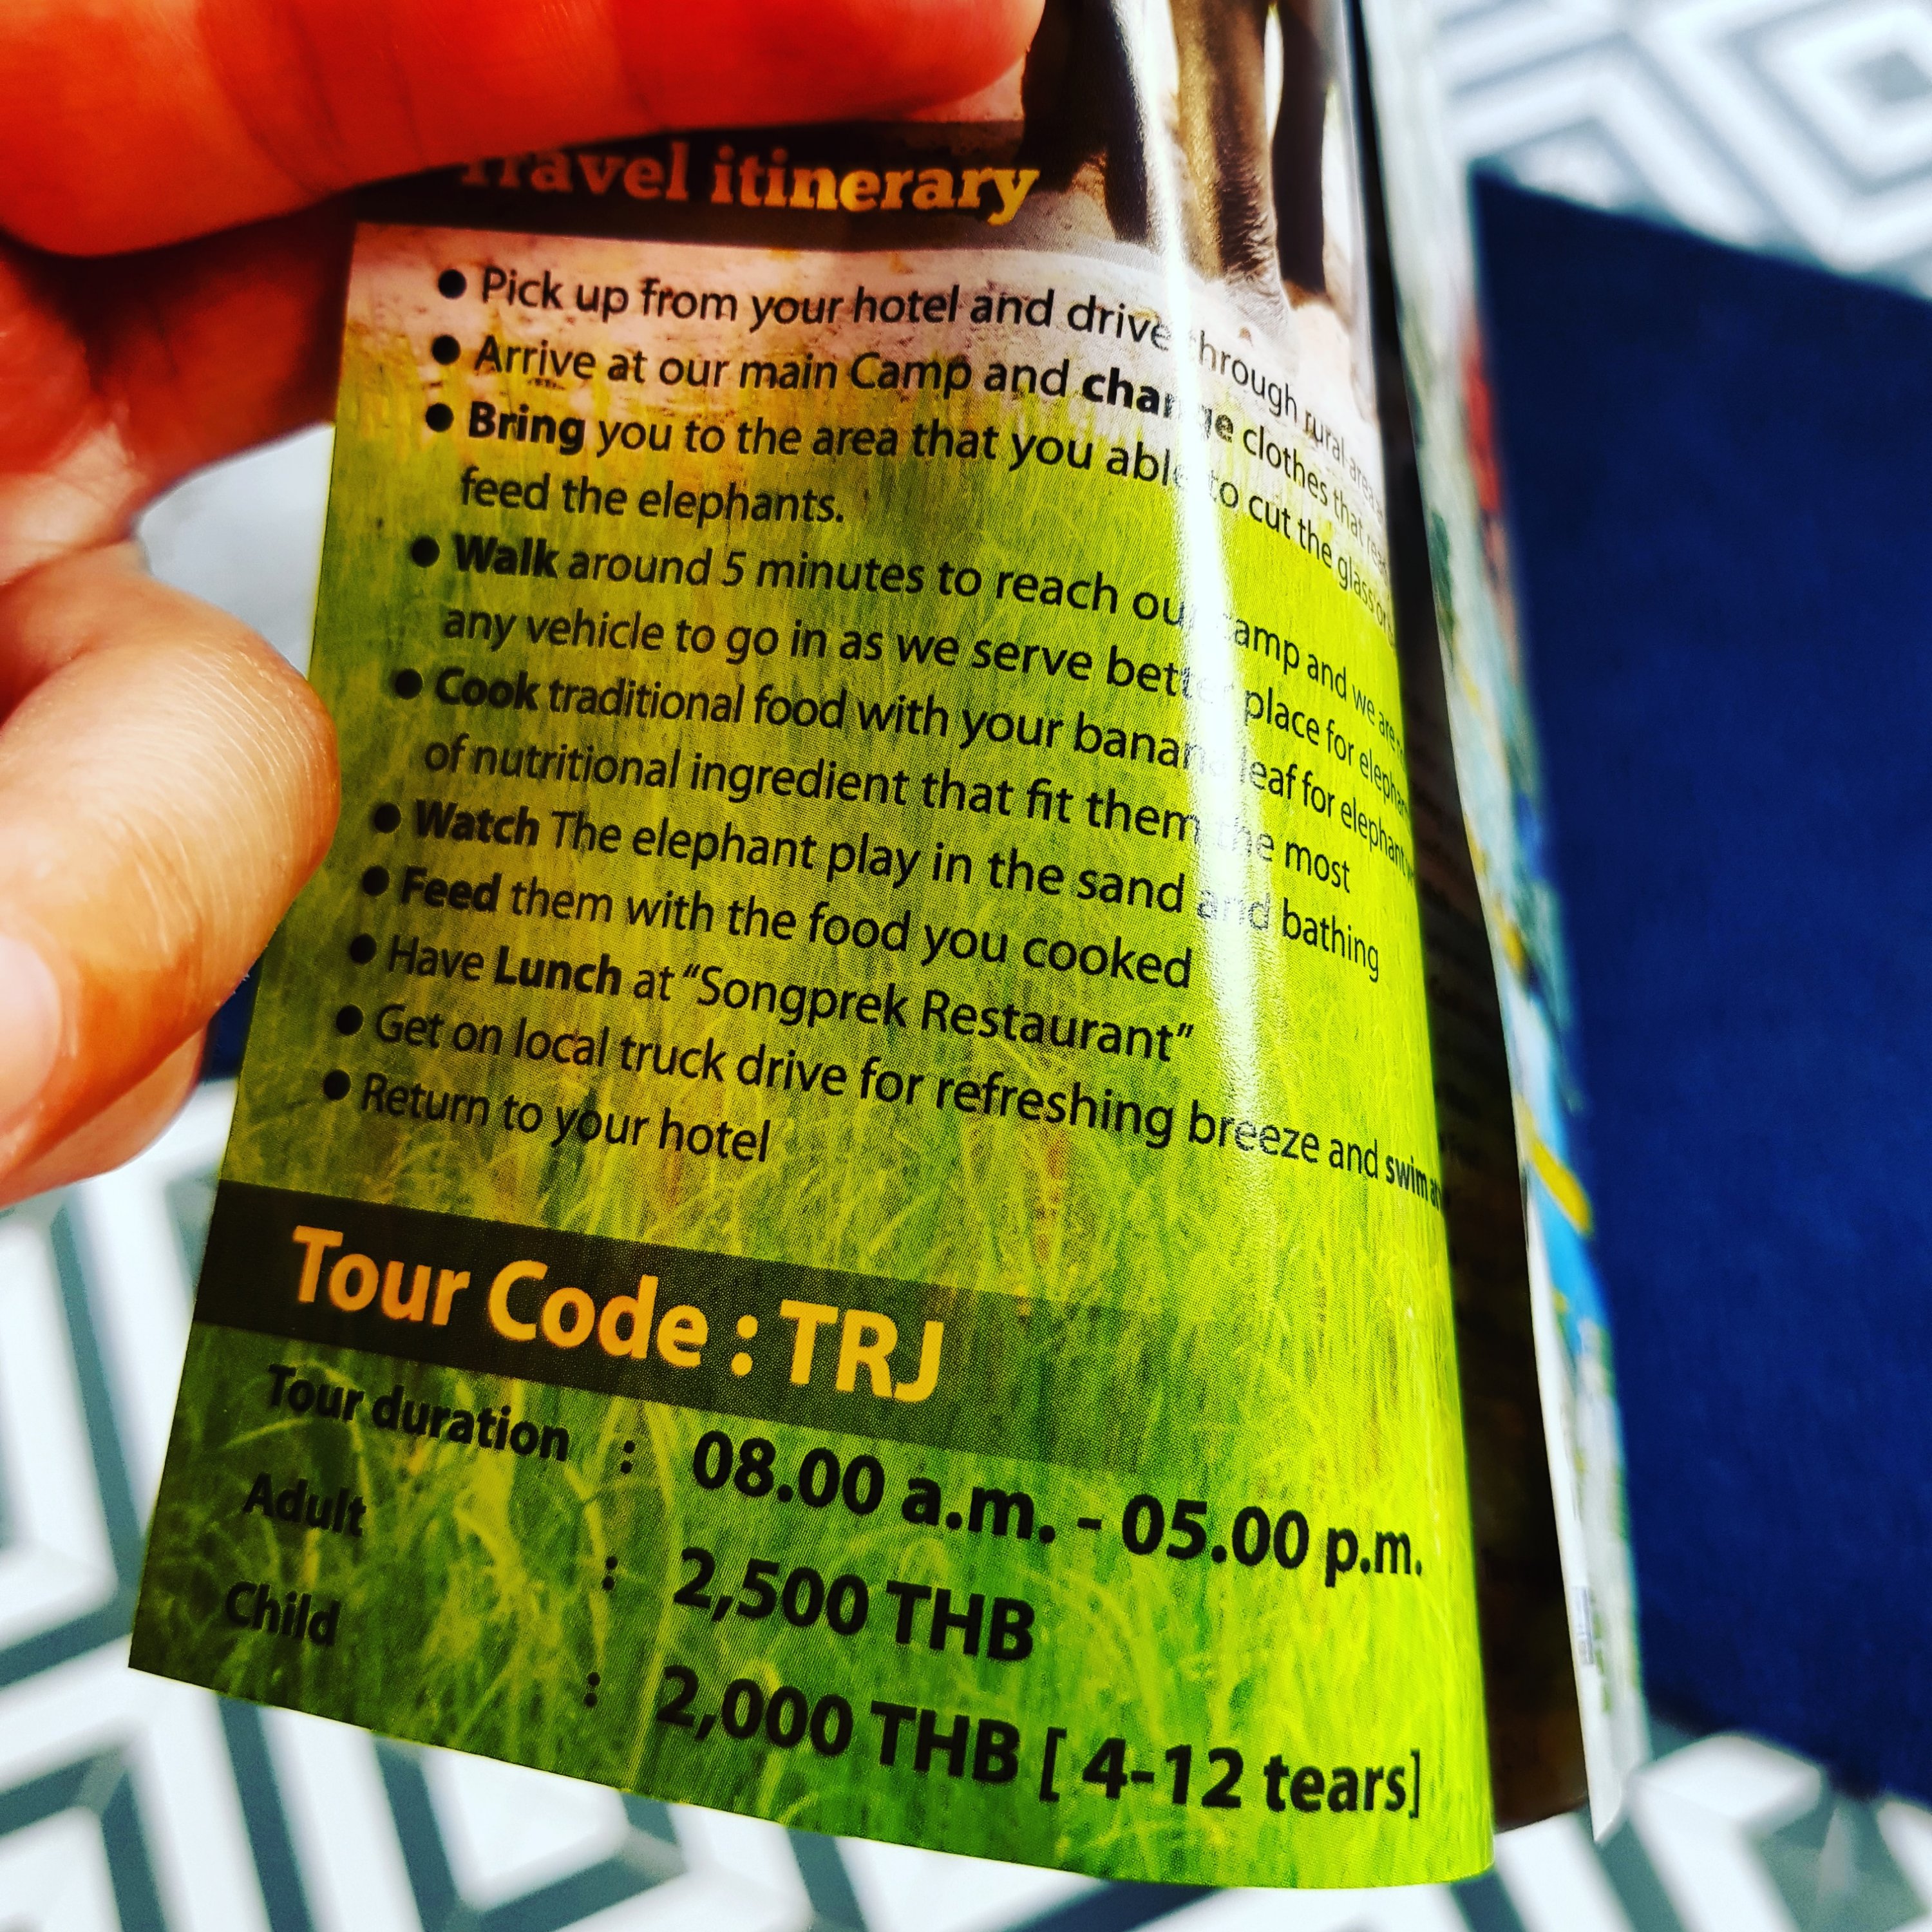 Travel itinerary
● Pick up from your hotel and drive through rural area
● Arrive at our main Camp and change clothes that
● Bring you to the area that you able to cut the glass or
feed the elephants.
● Walk around 5 minutes to reach our camp and we are
any vehicle to go in as we serve better place for
● Cook traditional food with your banana leaf for elephant
of nutritional ingredient that fit them the most
● Watch The elephant play in the sand and bathing
● Feed them with the food you cooked
● Have Lunch at “Songprek Restaurant”
● Get on local truck drive for refreshing breeze and swim at
● Return to your hotel
Tour Code : TRJ
Tour duration : 08.00 a.m. - 05.00 p.m.
Adult : 2,500 THB
Child : 2,000 THB [ 4-12 tears]